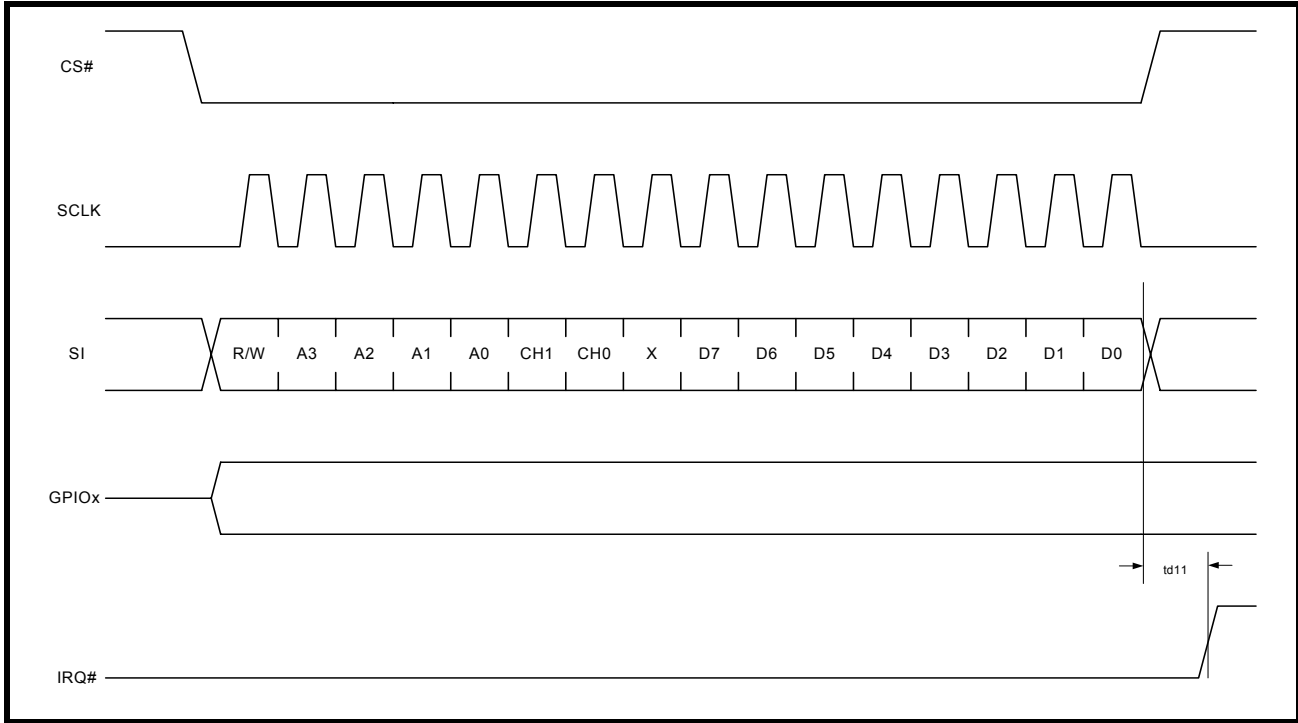 CS#
SCLK
SI R/W A3 A2 A1 A0 CH1 CH0 X D7 D6 D5 D4 D3 D2 D1 D0
GPIOx
td11
IRQ#